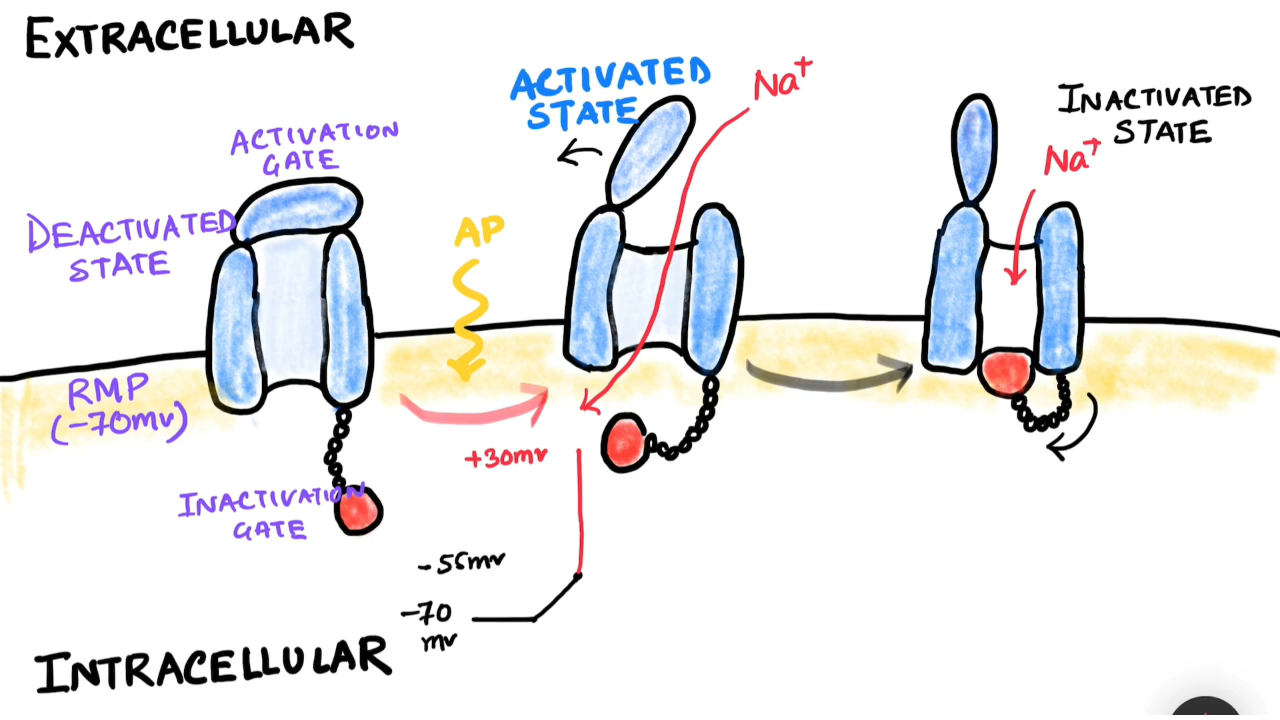 EXTRACELLULAR
ACTIVATION
GATE
DEACTIVATED
STATE
RMP
(-70mv)
INACTIVATION
GATE
AP
ACTIVATED
STATE
Na+
+30mv
-55mv
-70
mv
INACTIVATED
STATE
Na+
INTRACELLULAR